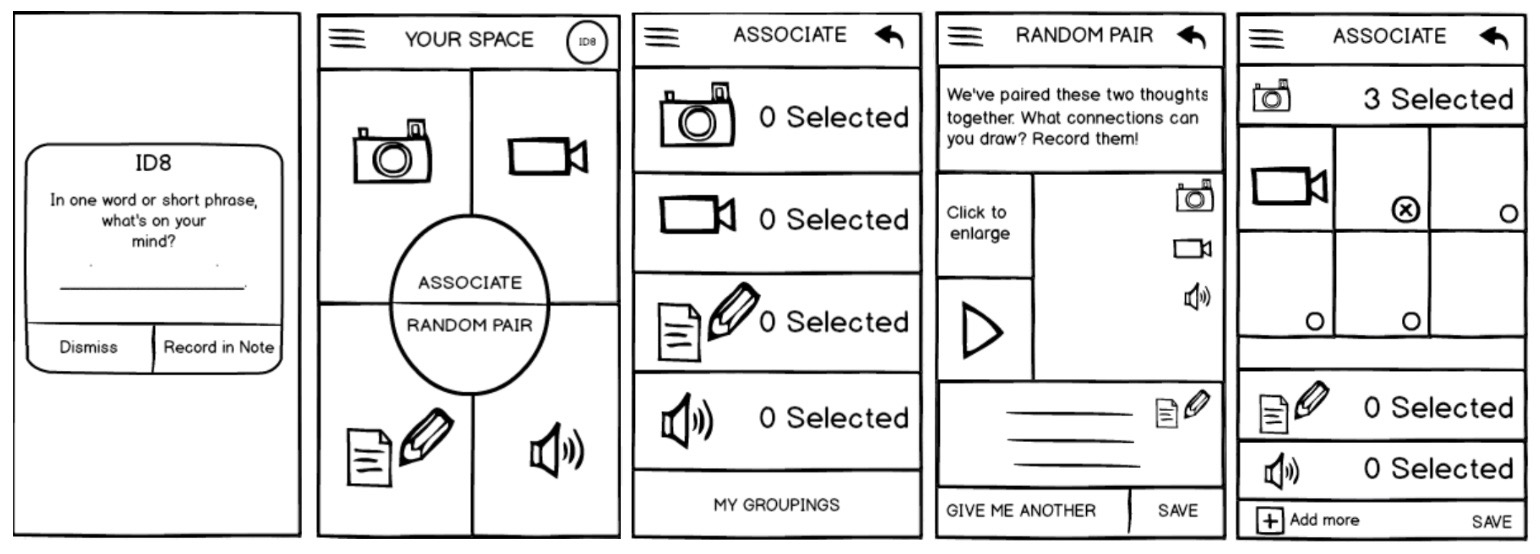 ID8
In one word or short phrase,
what's on your
mind?
Dismiss
Record in Note
YOUR SPACE
ID8
ASSOCIATE
RANDOM PAIR
ASSOCIATE
0 Selected
0 Selected
0 Selected
0 Selected
MY GROUPINGS
RANDOM PAIR
We've paired these two thoughts
together. What connections can
you draw? Record them!
Click to
enlarge
GIVE ME ANOTHER
SAVE
ASSOCIATE
3 Selected
0 Selected
0 Selected
Add more
SAVE